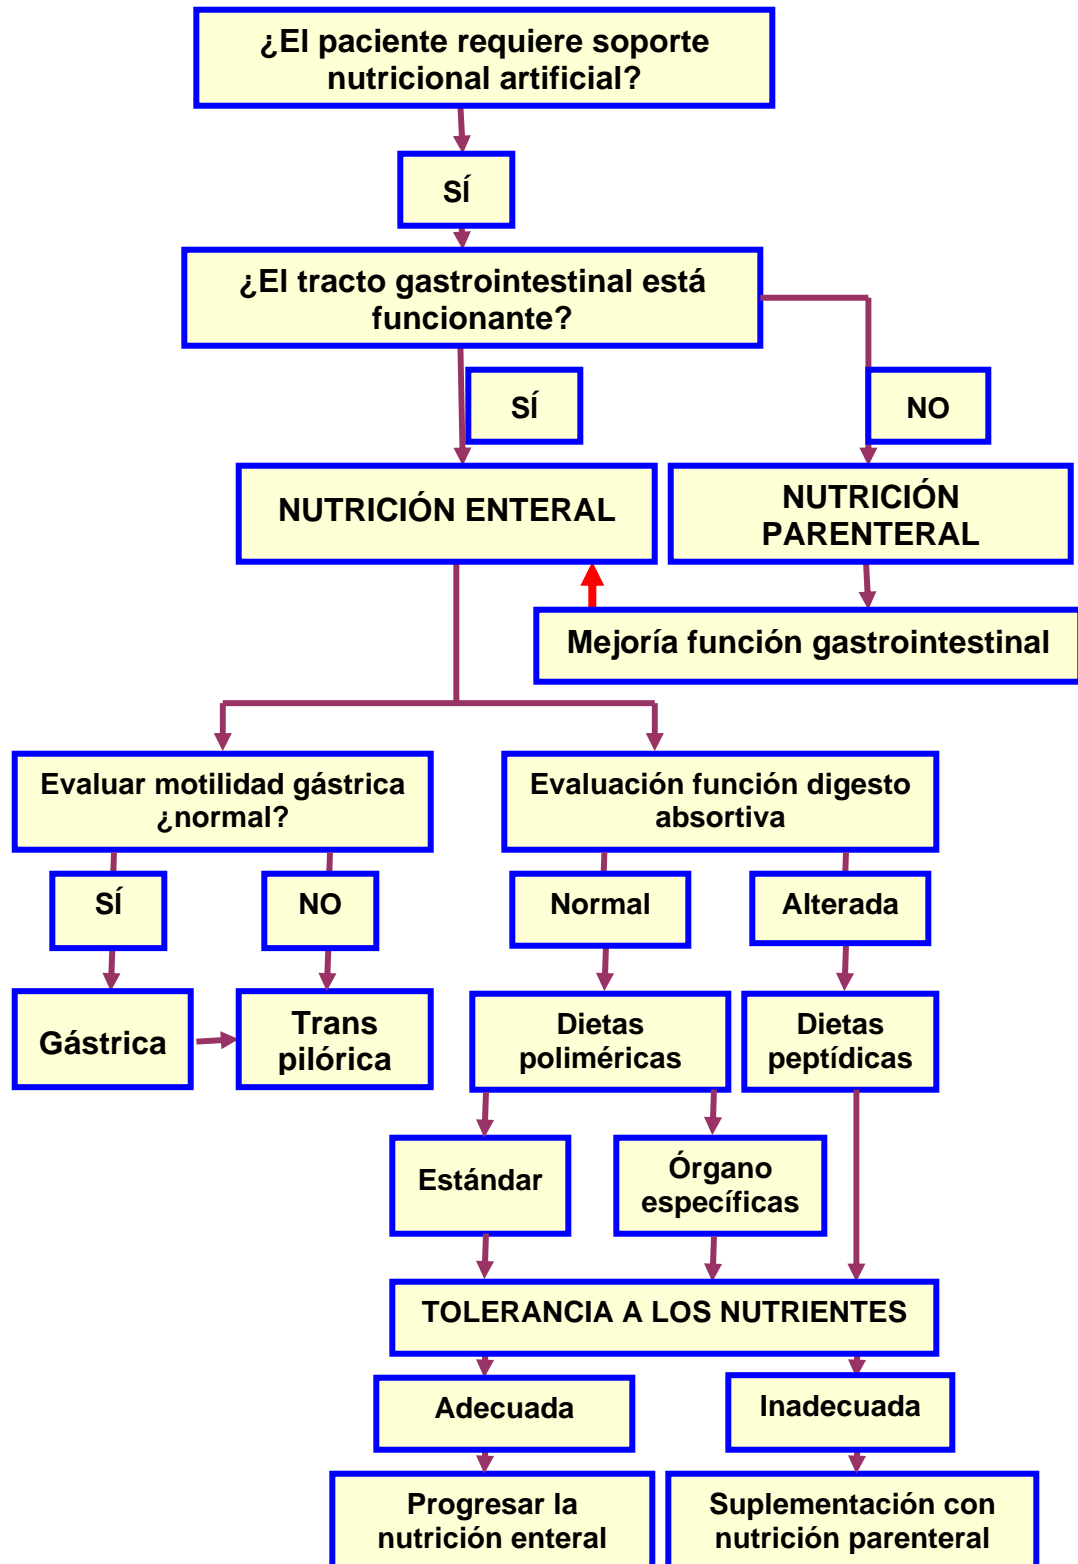 ¿El paciente requiere soporte
nutricional artificial?
SÍ
¿El tracto gastrointestinal está
funcionante?
SÍ
NO
NUTRICIÓN ENTERAL
NUTRICIÓN
PARENTERAL
Mejoría función gastrointestinal
Evaluar motilidad gástrica
¿normal?
Evaluación función digesto
absortiva
SÍ
NO
Normal
Alterada
Gástrica
Trans
pilórica
Dietas
poliméricas
Dietas
peptídicas
Estándar
Órgano
específicas
TOLERANCIA A LOS NUTRIENTES
Adecuada
Inadecuada
Progresar la
nutrición enteral
Suplementación con
nutrición parenteral